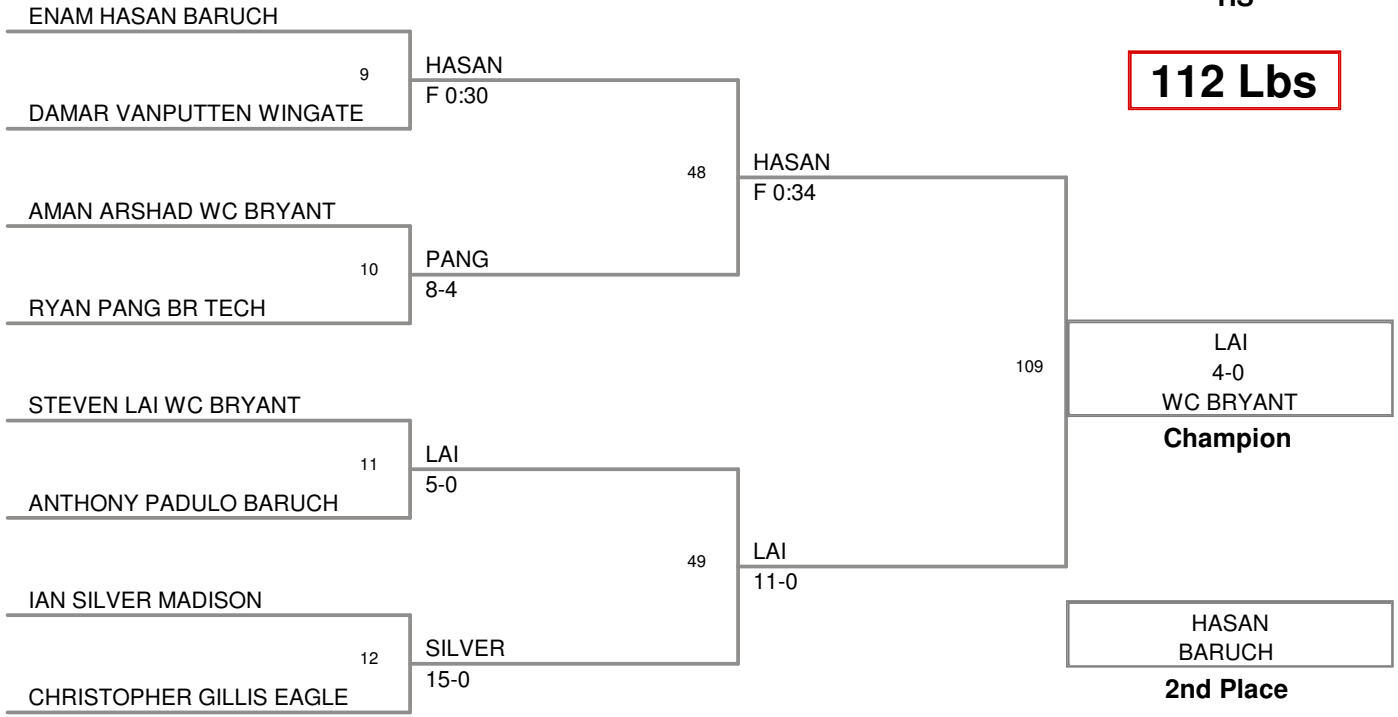 HS
112 Lbs
ENAM HASAN BARUCH
9
DAMAR VANPUTTEN WINGATE
HASAN
F 0:30
AMAN ARSHAD WC BRYANT
10
RYAN PANG BR TECH
PANG
8-4
48
HASAN
F 0:34
STEVEN LAI WC BRYANT
11
ANTHONY PADULO BARUCH
LAI
5-0
IAN SILVER MADISON
12
CHRISTOPHER GILLIS EAGLE
SILVER
15-0
49
LAI
11-0
109
LAI
4-0
WC BRYANT
Champion
HASAN
BARUCH
2nd Place